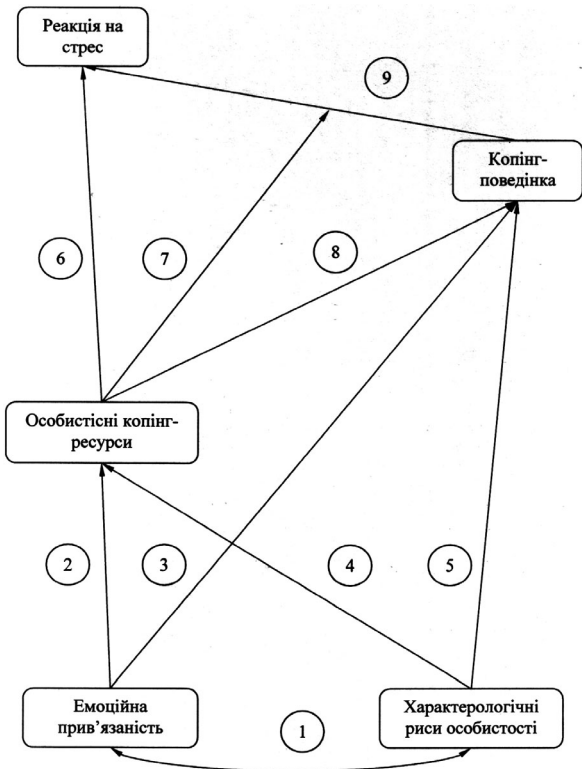 Реакція на
стрес
9
Копінг-
поведінка
6
7
8
Особистісні копінг-
ресурси
2
3
4
5
Емоційна
прив’язаність
1
Характерологічні
риси особистості